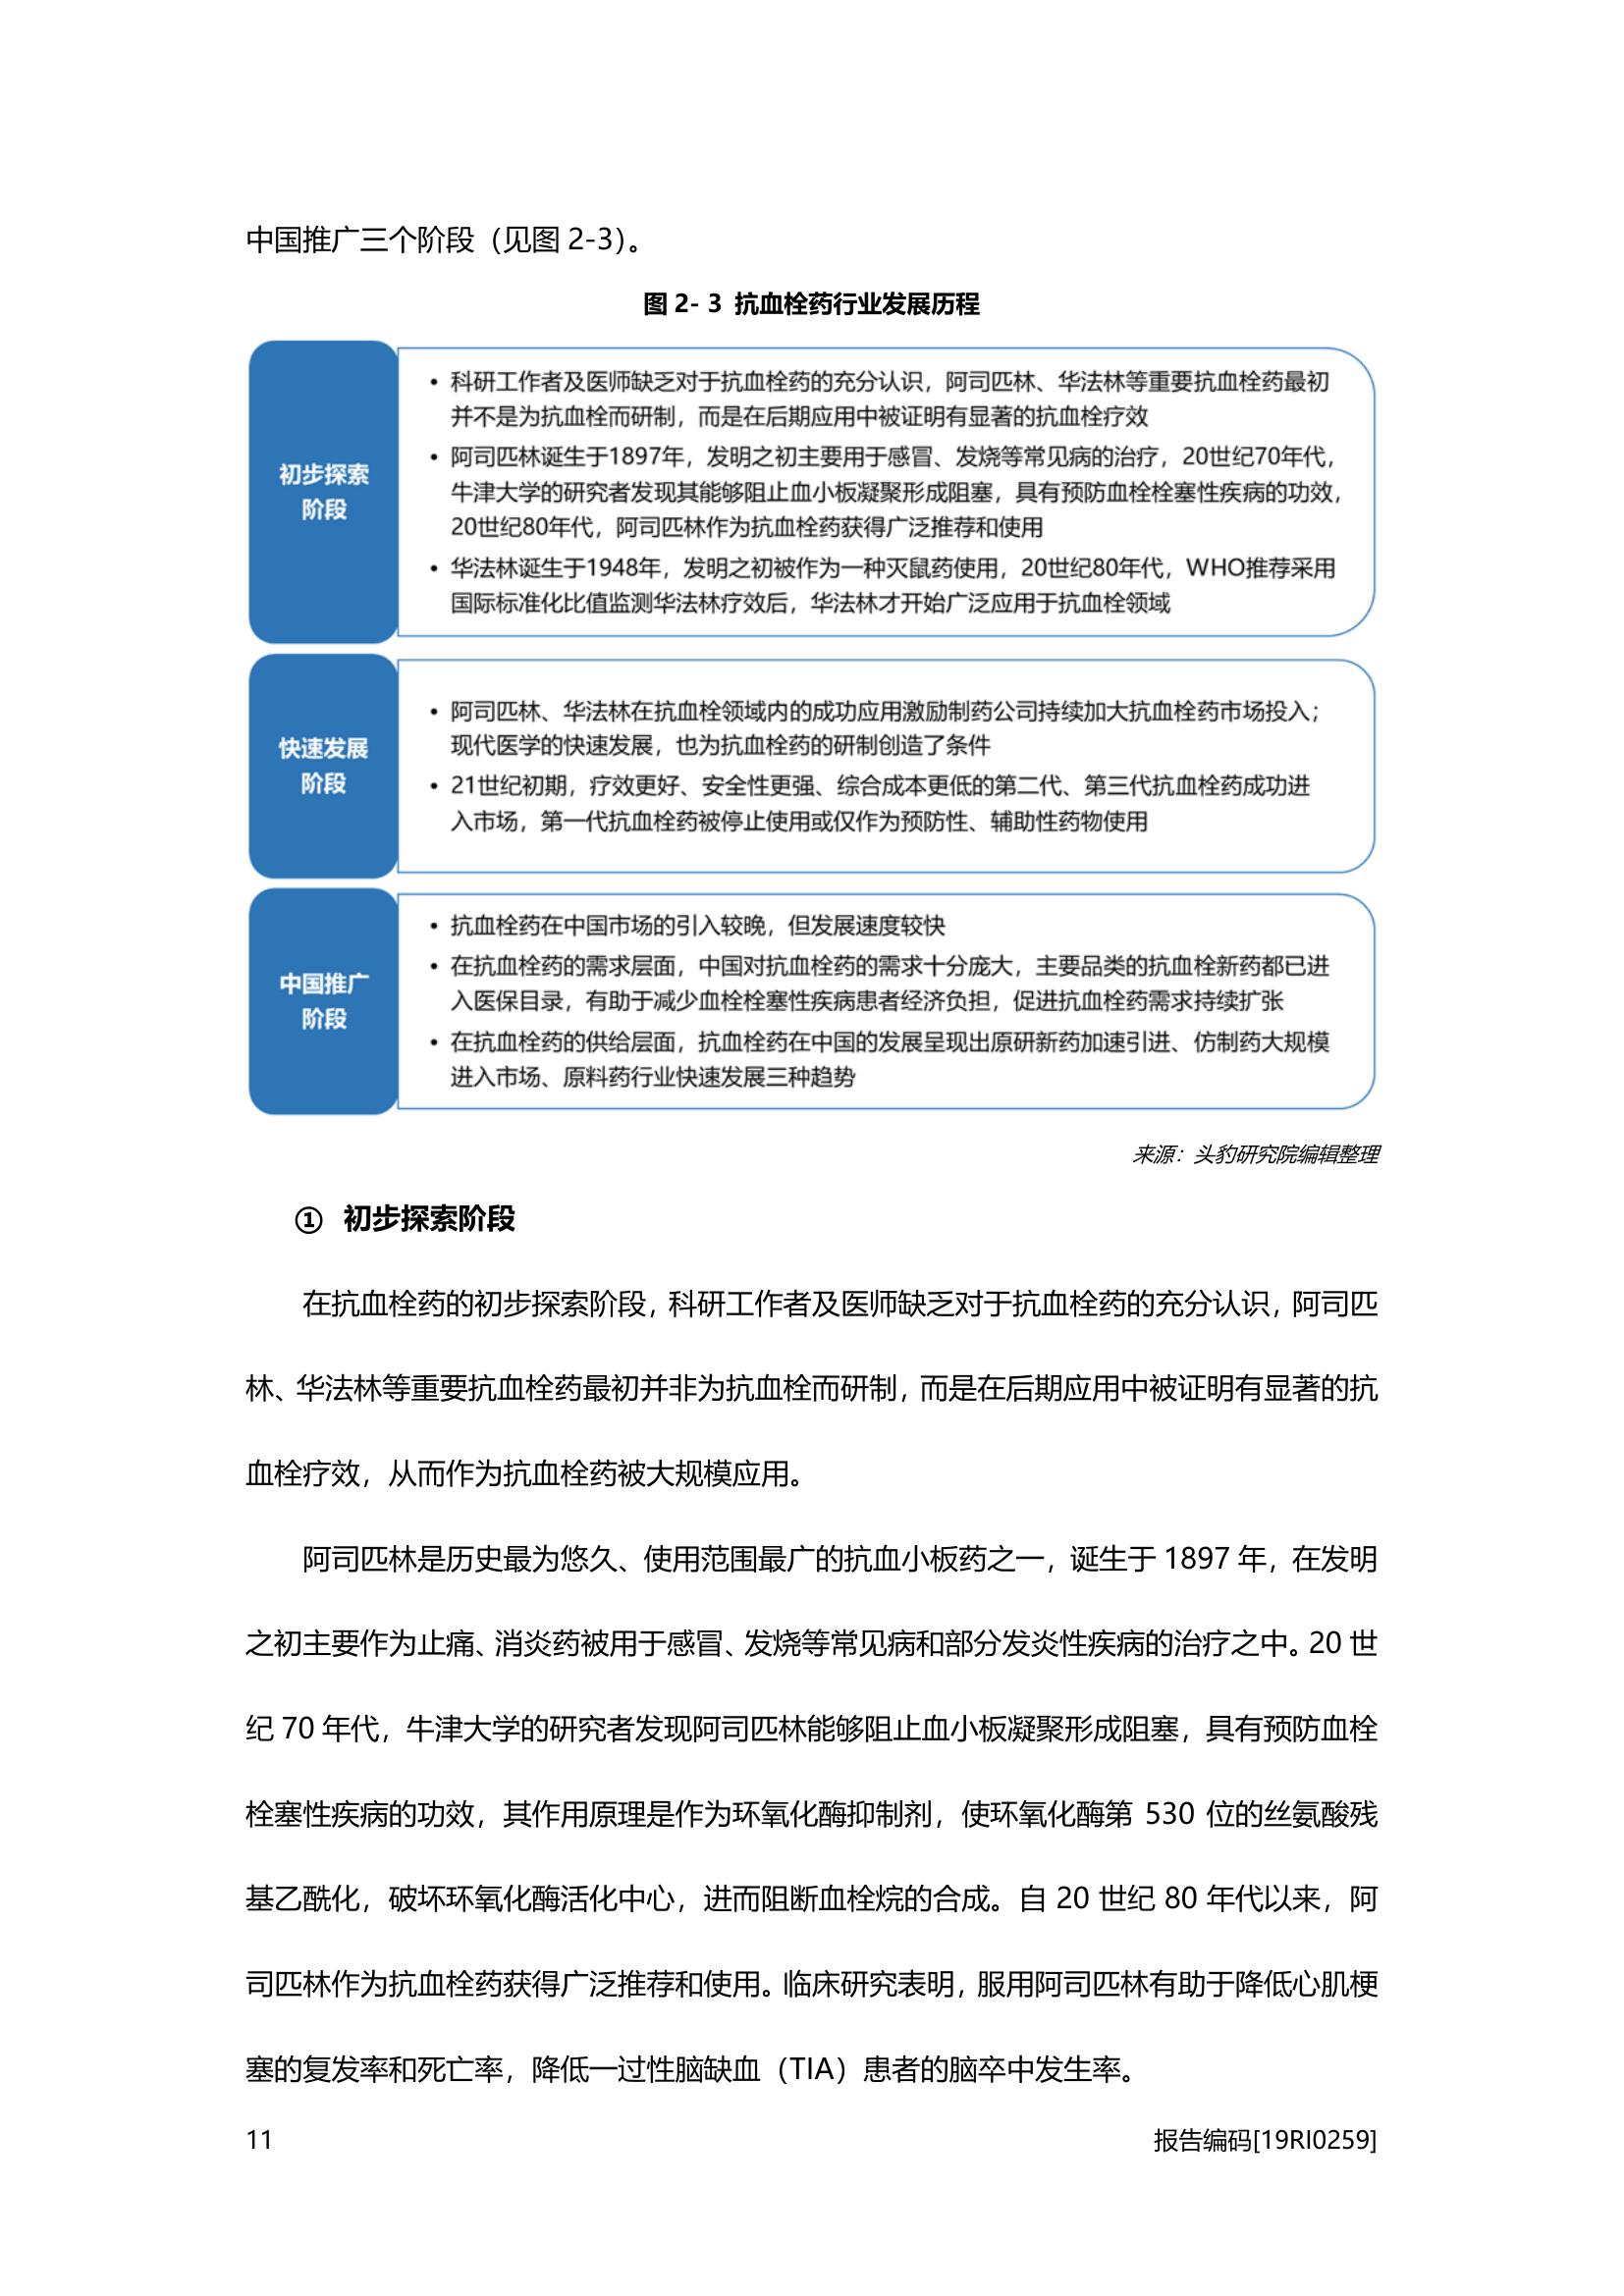 中国推广三个阶段（见图 2-3）。
图 2- 3 抗血栓药行业发展历程
初步探索
阶段
• 科研工作者及医师缺乏对于抗血栓药的充分认识，阿司匹林、华法林等重要抗血栓药最初
并不是为抗血栓而研制，而是在后期应用中被证明有显著的抗血栓疗效
• 阿司匹林诞生于1897年，发明之初主要用于感冒、发烧等常见病的治疗，20世纪70年代，
牛津大学的研究者发现其能够阻止血小板凝聚形成阻塞，具有预防血栓栓塞性疾病的功效，
20世纪80年代，阿司匹林作为抗血栓药获得广泛推荐和使用
• 华法林诞生于1948年，发明之初被作为一种灭鼠药使用，20世纪80年代，WHO推荐采用
国际标准化比值监测华法林疗效后，华法林才开始广泛应用于抗血栓领域
快速发展
阶段
• 阿司匹林、华法林在抗血栓领域内的成功应用激励制药公司持续加大抗血栓药市场投入；
现代医学的快速发展，也为抗血栓药的研制创造了条件
• 21世纪初期，疗效更好、安全性更强、综合成本更低的第二代、第三代抗血栓药成功进
入市场，第一代抗血栓药被停止使用或仅作为预防性、辅助性药物使用
中国推广
阶段
• 抗血栓药在中国市场的引入较晚，但发展速度较快
• 在抗血栓药的需求层面，中国对抗血栓药的需求十分庞大，主要品类的抗血栓新药都已进
入医保目录，有助于减少血栓栓塞性疾病患者经济负担，促进抗血栓药需求持续扩张
• 在抗血栓药的供给层面，抗血栓药在中国的发展呈现出原研新药加速引进、仿制药大规模
进入市场、原料药行业快速发展三种趋势
来源：头豹研究院编辑整理
① 初步探索阶段
在抗血栓药的初步探索阶段，科研工作者及医师缺乏对于抗血栓药的充分认识，阿司匹
林、华法林等重要抗血栓药最初并非为抗血栓而研制，而是在后期应用中被证明有显著的抗
血栓疗效，从而作为抗血栓药被大规模应用。
阿司匹林是历史最为悠久、使用范围最广的抗血小板药之一，诞生于 1897 年，在发明
之初主要作为止痛、消炎药被用于感冒、发烧等常见病和部分发炎性疾病的治疗之中。20 世
纪 70 年代，牛津大学的研究者发现阿司匹林能够阻止血小板凝聚形成阻塞，具有预防血栓
栓塞性疾病的功效，其作用原理是作为环氧化酶抑制剂，使环氧化酶第 530 位的丝氨酸残
基乙酰化，破坏环氧化酶活化中心，进而阻断血栓烷的合成。自 20 世纪 80 年代以来，阿
司匹林作为抗血栓药获得广泛推荐和使用。临床研究表明，服用阿司匹林有助于降低心肌梗
塞的复发率和死亡率，降低一过性脑缺血（TIA）患者的脑卒中发生率。
11
报告编码[19RI0259]